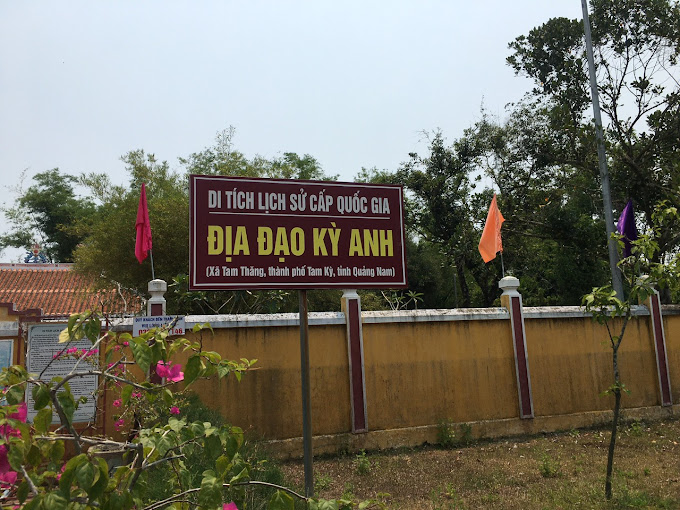 DI TÍCH LỊCH SỬ CẤP QUỐC GIA
ĐỊA ĐẠO KỲ ANH
(Xã Tam Thăng, thành phố Tam Kỳ, tỉnh Quảng Nam)